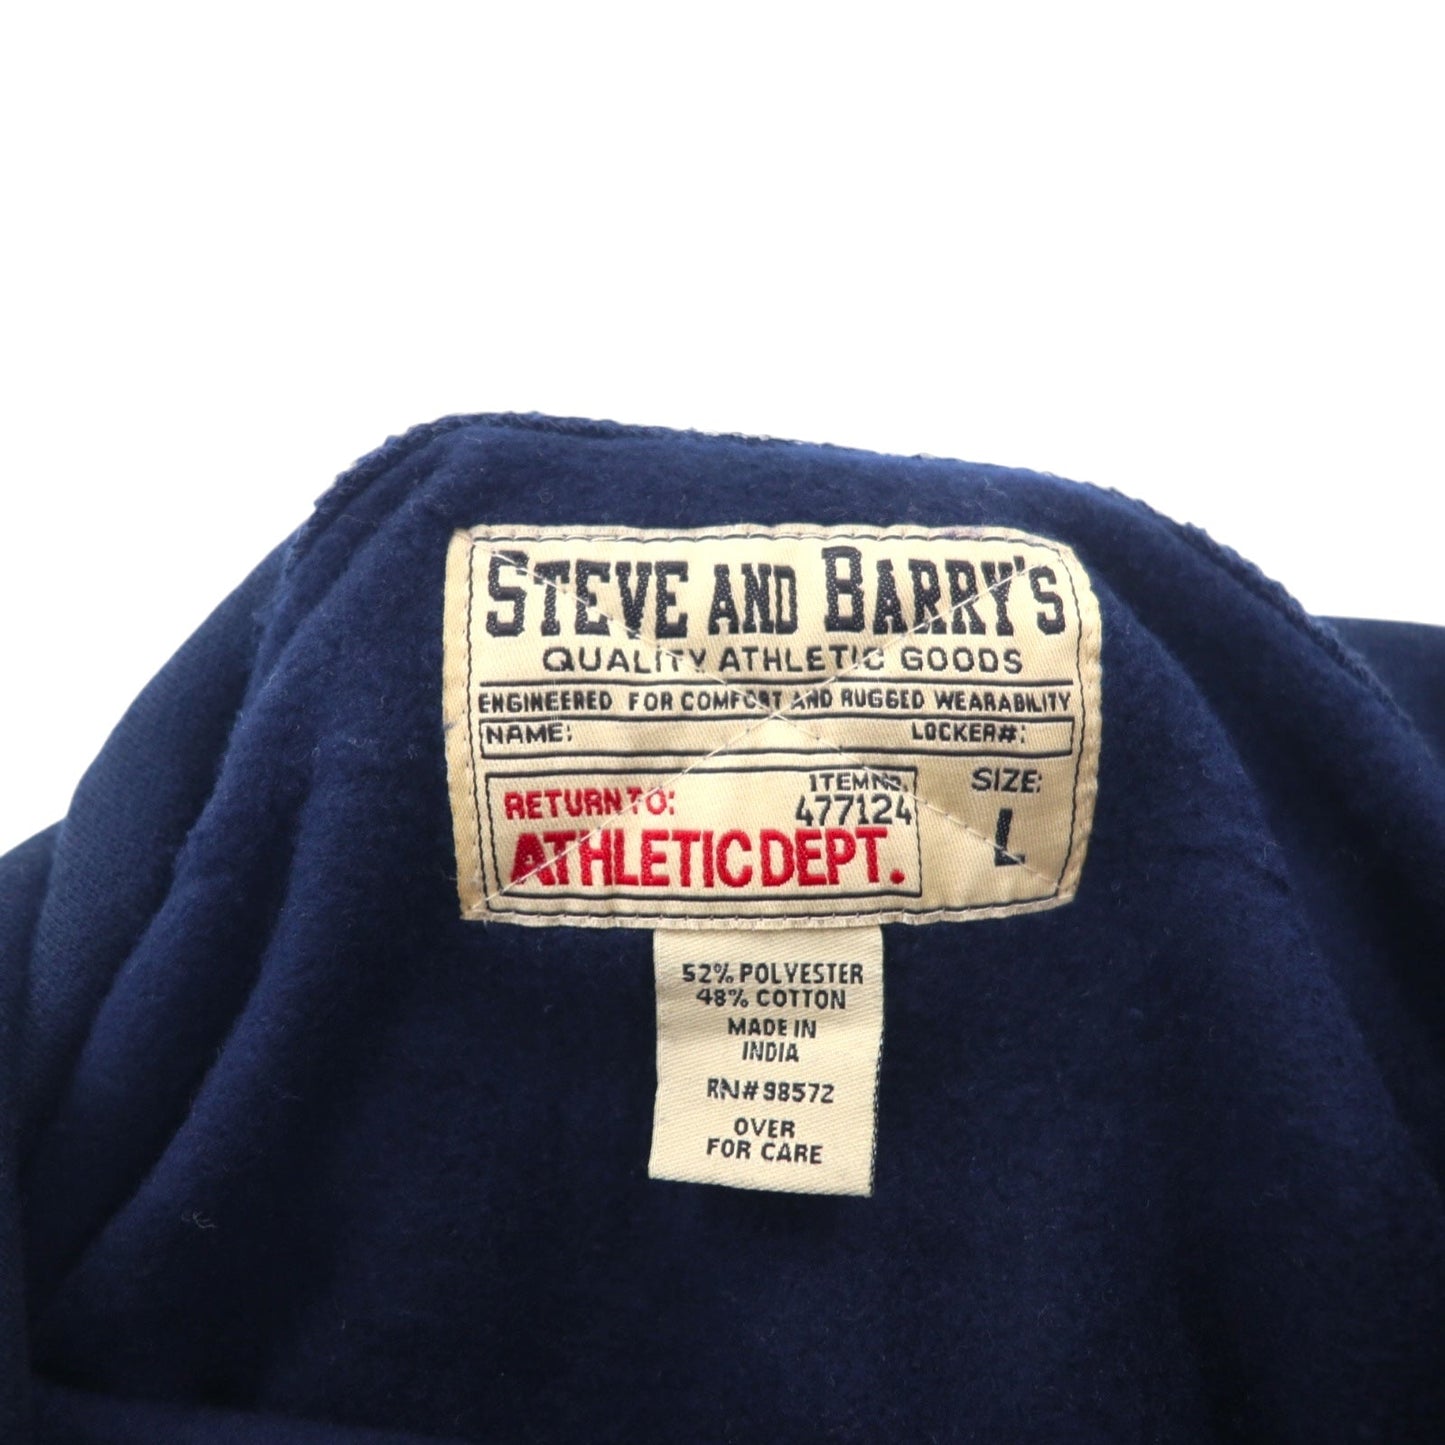 STEVE AND BARRY'S
QUALITY ATHLETIC GOODS
ENGINEERED FOR COMFORT AND RUGGED WEARABILITY
NAME: LOCKER#:
ITEM No.
SIZE:
RETURN TO: 477124
ATHLETIC DEPT.
L
52% POLYESTER
48% COTTON
MADE IN
INDIA
RN# 98572
OVER
FOR CARE